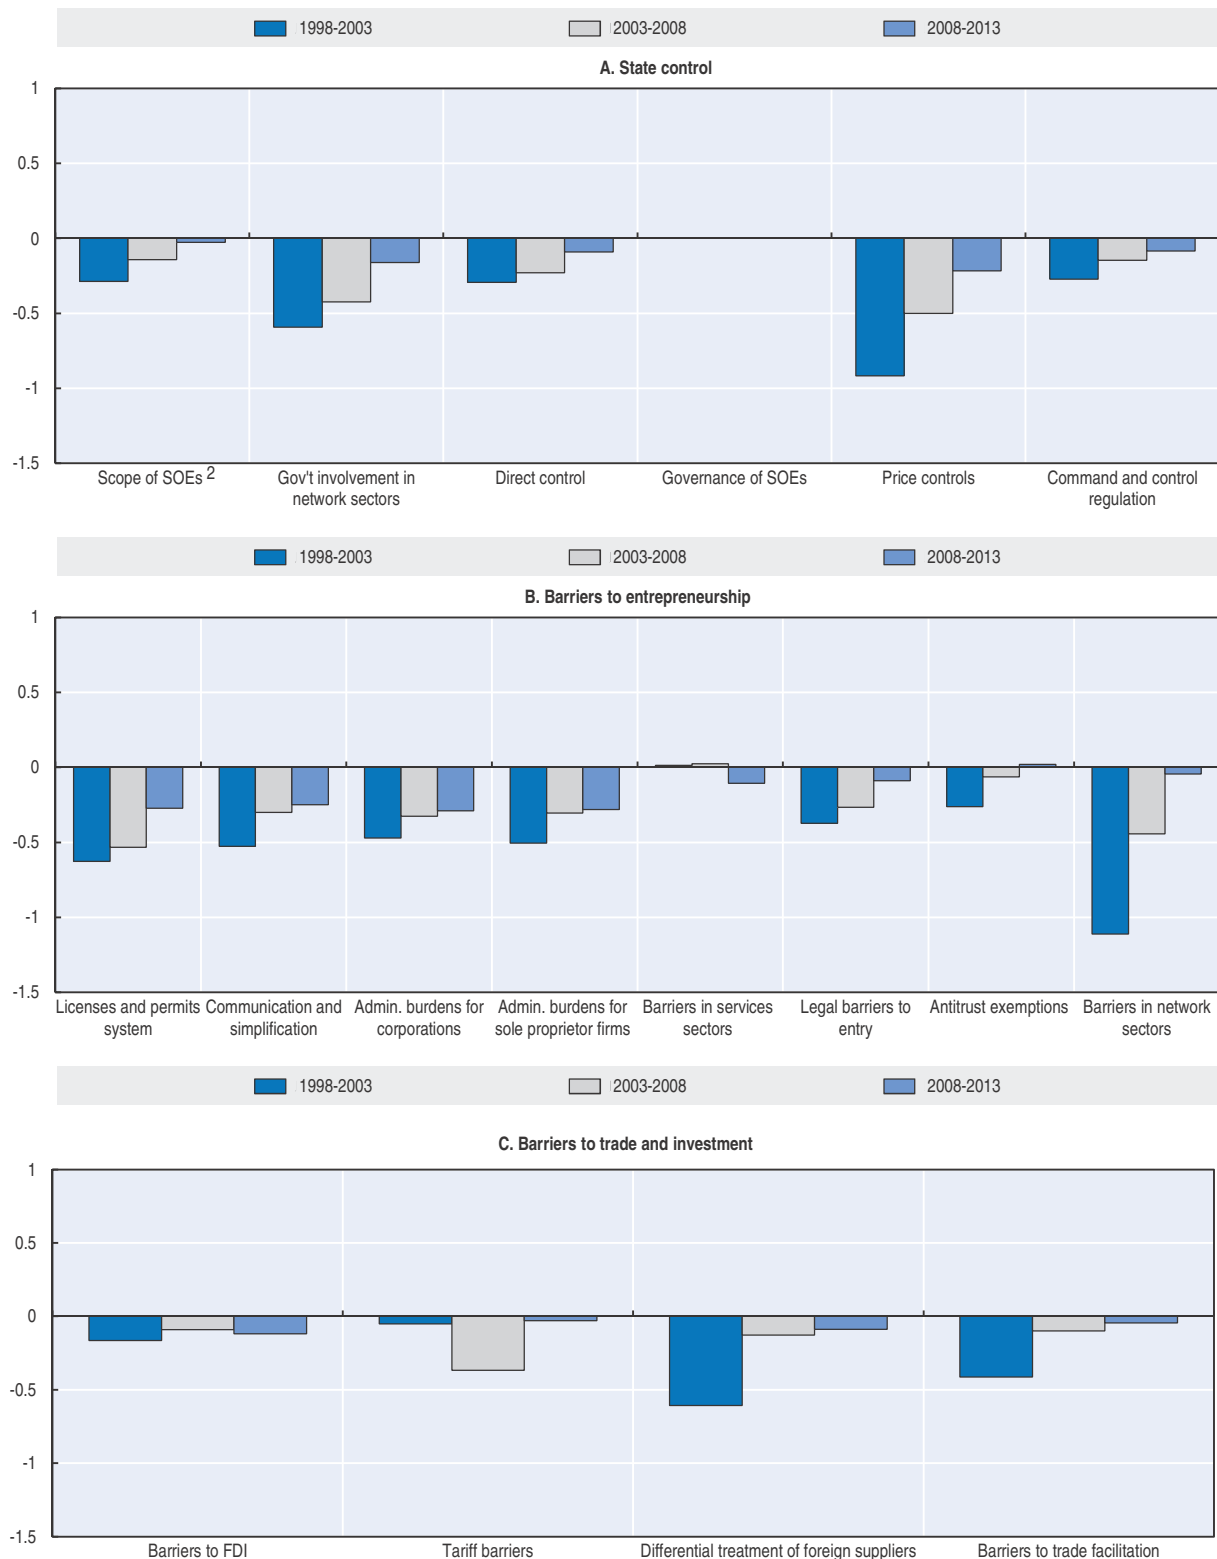 1998-2003 2003-2008 2008-2013
A. State control
1
0.5
0
-0.5
-1
-1.5
Scope of SOEs 2 Gov't involvement in Direct control Governance of SOEs Price controls Command and control
network sectors regulation
1998-2003 2003-2008 2008-2013
B. Barriers to entrepreneurship
1
0.5
0
-0.5
-1
-1.5
Licenses and permits Communication and Admin. burdens for Admin. burdens for Barriers in services Legal barriers to Antitrust exemptions Barriers in network
system simplification corporations sole proprietor firms sectors entry sectors
1998-2003 2003-2008 2008-2013
C. Barriers to trade and investment
1
0.5
0
-0.5
-1
-1.5
Barriers to FDI Tariff barriers Differential treatment of foreign suppliers Barriers to trade facilitation